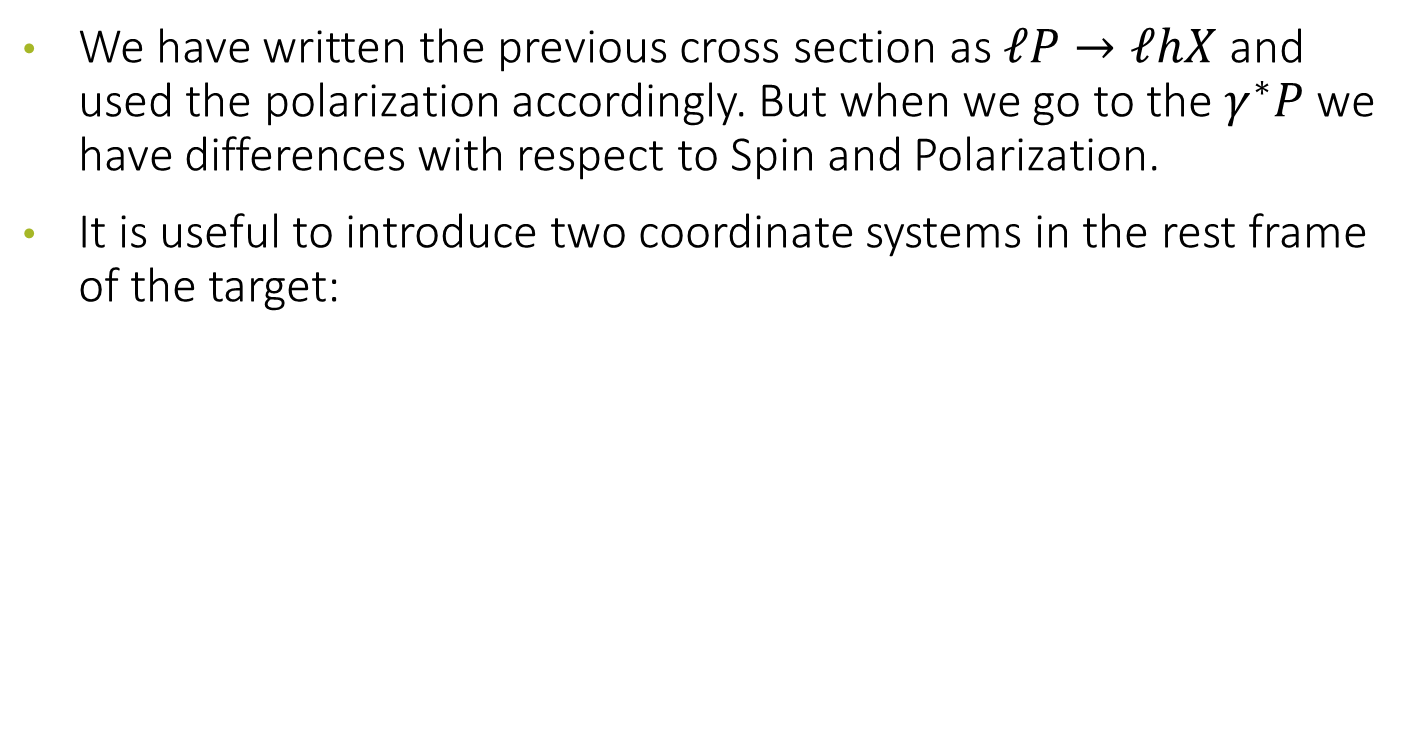 • We have written the previous cross section as ℓP → ℓhX and
used the polarization accordingly. But when we go to the γ*P we
have differences with respect to Spin and Polarization.
• It is useful to introduce two coordinate systems in the rest frame
of the target: